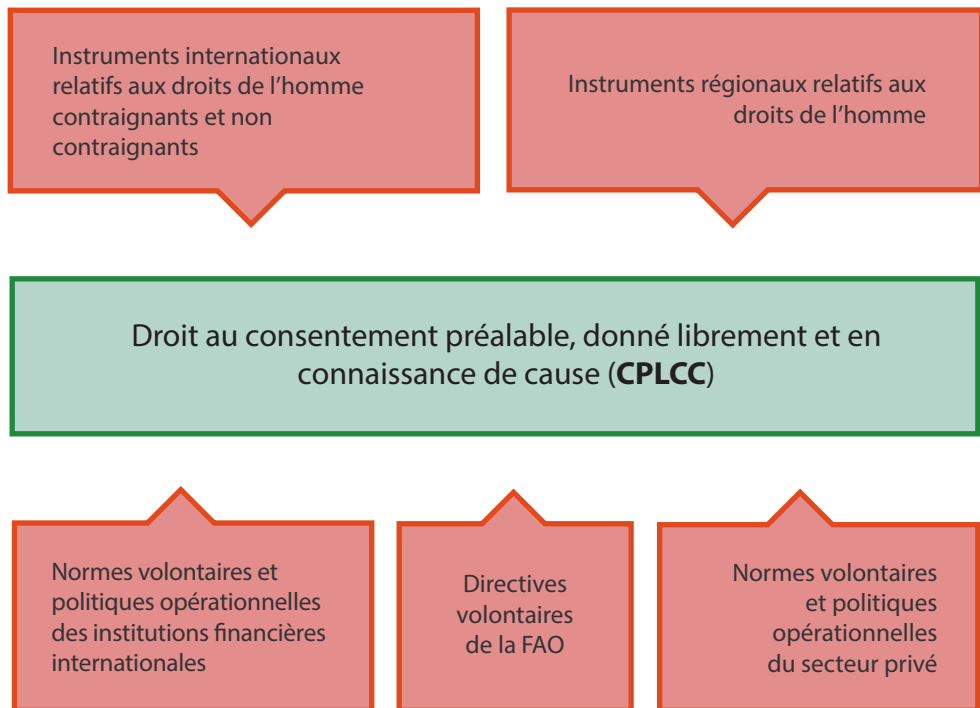 Instruments internationaux
relatifs aux droits de l’homme
contraignants et non
contraignants
Instruments régionaux relatifs aux
droits de l’homme
Droit au consentement préalable, donné librement et en
connaissance de cause (CPLCC)
Normes volontaires et
politiques opérationnelles
des institutions financières
internationales
Directives
volontaires
de la FAO
Normes volontaires
et politiques
opérationnelles
du secteur privé